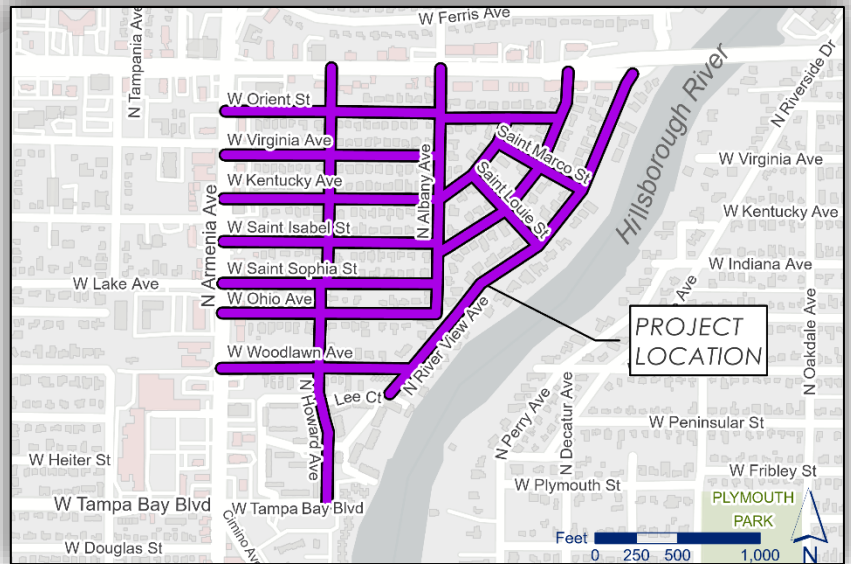 W Ferris Ave
N Tampania Ave
N Riverside Dr
Hillsborough River
W Orient St
W Virginia Ave
Saint Marco St
W Virginia Ave
W Kentucky Ave
Saint Louie St
N Albany Ave
N Armenia Ave
W Kentucky Ave
W Saint Isabel St
W Indiana Ave
W Saint Sophia St
W Lake Ave
W Ohio Ave
Ave
N Oakdale Ave
PROJECT
LOCATION
W Woodlawn Ave
N River View Ave
Lee Ct
N Howard Ave
N Perry Ave
N Decatur Ave
W Peninsular St
W Heiter St
W Fribley St
W Plymouth St
PLYMOUTH
PARK
W Tampa Bay Blvd
W Tampa Bay Blvd
Cimino Ave
W Douglas St
Feet
0 250 500 1,000
N